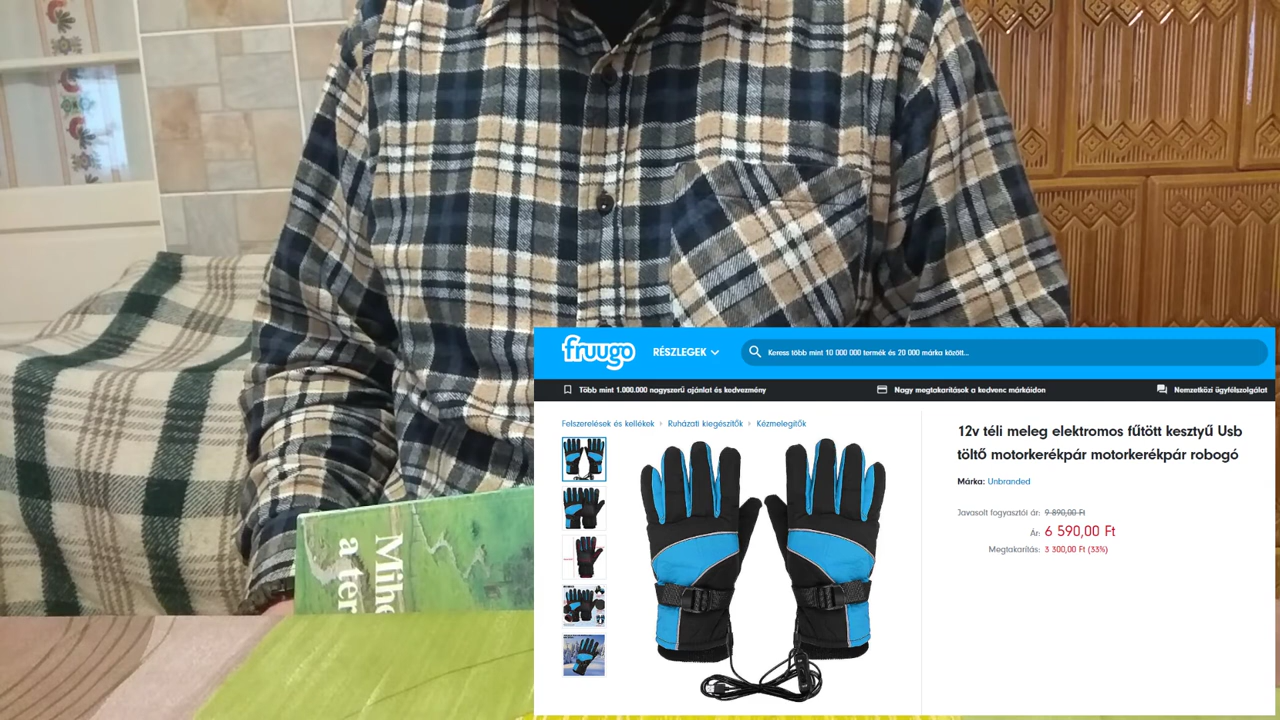 fruugo
RÉSZLEGEK
Keress több mint 10 000 000 termék és 20 000 márka között...
Több mint 1.000.000 nagyszerű ajánlat és kedvezmény
Nagy megtakarítások a kedvenc márkáidon
Nemzetközi ügyfélszolgálat
Felszerelések és kellékek › Ruházati kiegészítők › Kézmelegítők
12v téli meleg elektromos fűtött kesztyű Usb
töltő motorkerékpár motorkerékpár robogó
Márka: Unbranded
Javasolt fogyasztói ár: 9 890,00 Ft
Ár: 6 590,00 Ft
Megtakarítás: 3 300,00 Ft (33%)
Mihe
a ter